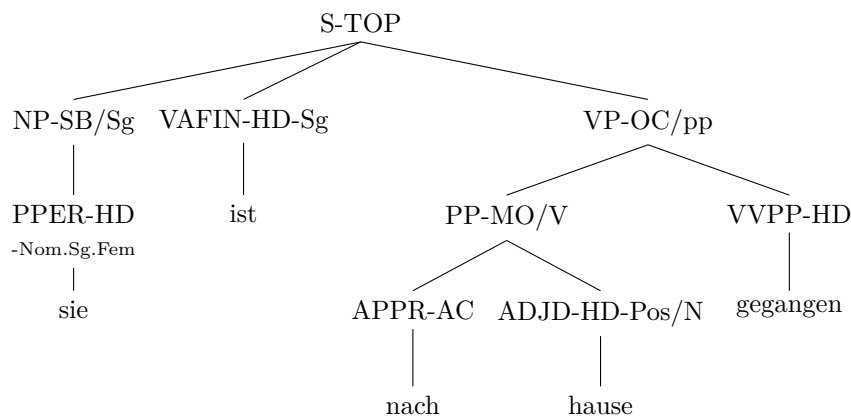 S-TOP
NP-SB/Sg VAFIN-HD-Sg VP-OC/pp
PPER-HD ist PP-MO/V VVPP-HD
-Nom.Sg.Fem
sie APPR-AC ADJD-HD-Pos/N gegangen
nach hause